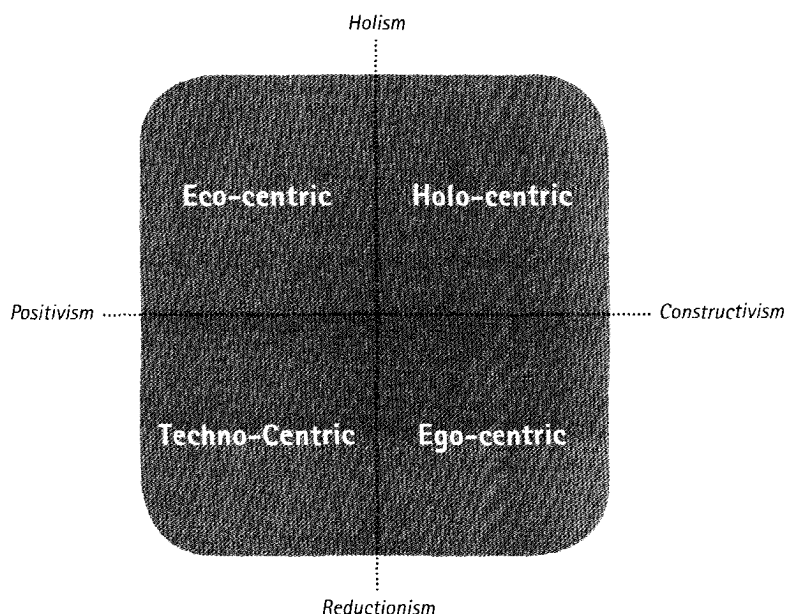 Holism
Eco-centric Holo-centric
Positivism Constructivism
Techno-Centric Ego-centric
Reductionism